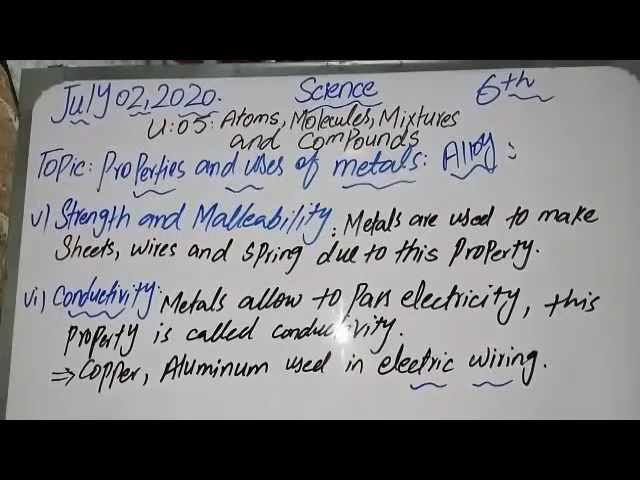 July 02, 2020. Science 6th
U:05: Atoms, Molecules, Mixtures
and Compounds
Topic: Properties and uses of metals: Alloy:
v) Strength and Malleability: Metals are used to make
Sheets, wires and spring due to this Property.
vi) Conductivity: Metals allow to Pass electricity, this
Property is called conductivity.
⇒ Copper, Aluminum used in electric wiring.